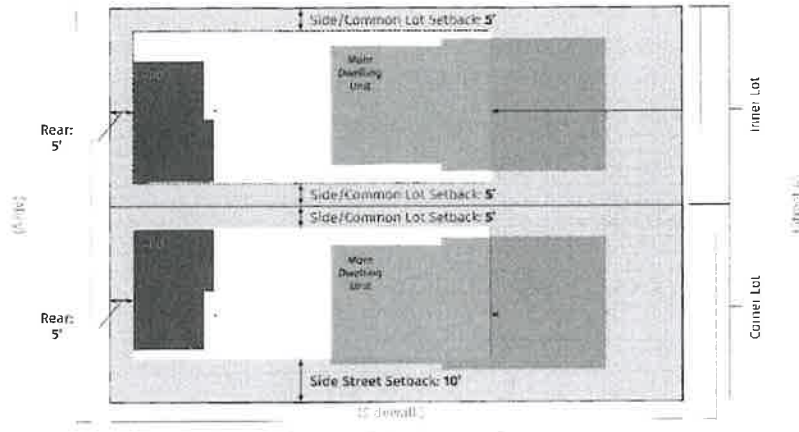 Side/Common Lot Setback: 5'
Main
Dwelling
Unit
Rear:
5'
Inner Lot
Side/Common Lot Setback: 5'
Side/Common Lot Setback: 5'
Main
Dwelling
Unit
Rear:
5'
Corner Lot
Side Street Setback: 10'